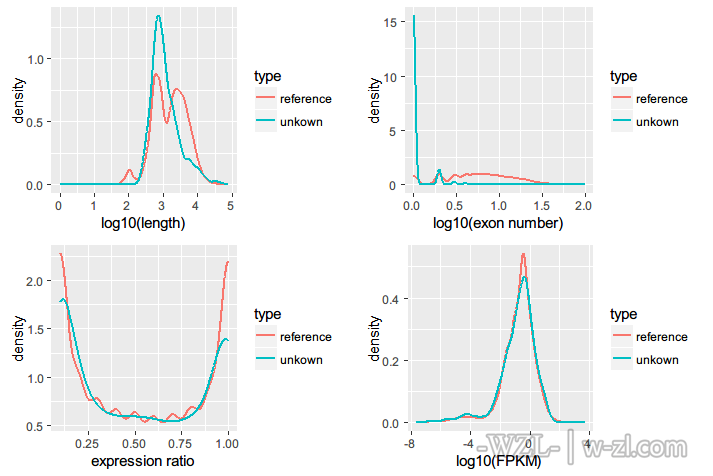 1.0
0.5
0.0
density
0 1 2 3 4 5
log10(length)
type
reference
unkown
15
10
5
0
density
0.0 0.5 1.0 1.5 2.0
log10(exon number)
type
reference
unkown
2.0
1.5
1.0
0.5
density
0.25 0.50 0.75 1.00
expression ratio
type
reference
unkown
0.4
0.2
0.0
density
-8 -4 0 4
log10(FPKM)
type
reference
unkown
-WZL- | w-zl.com